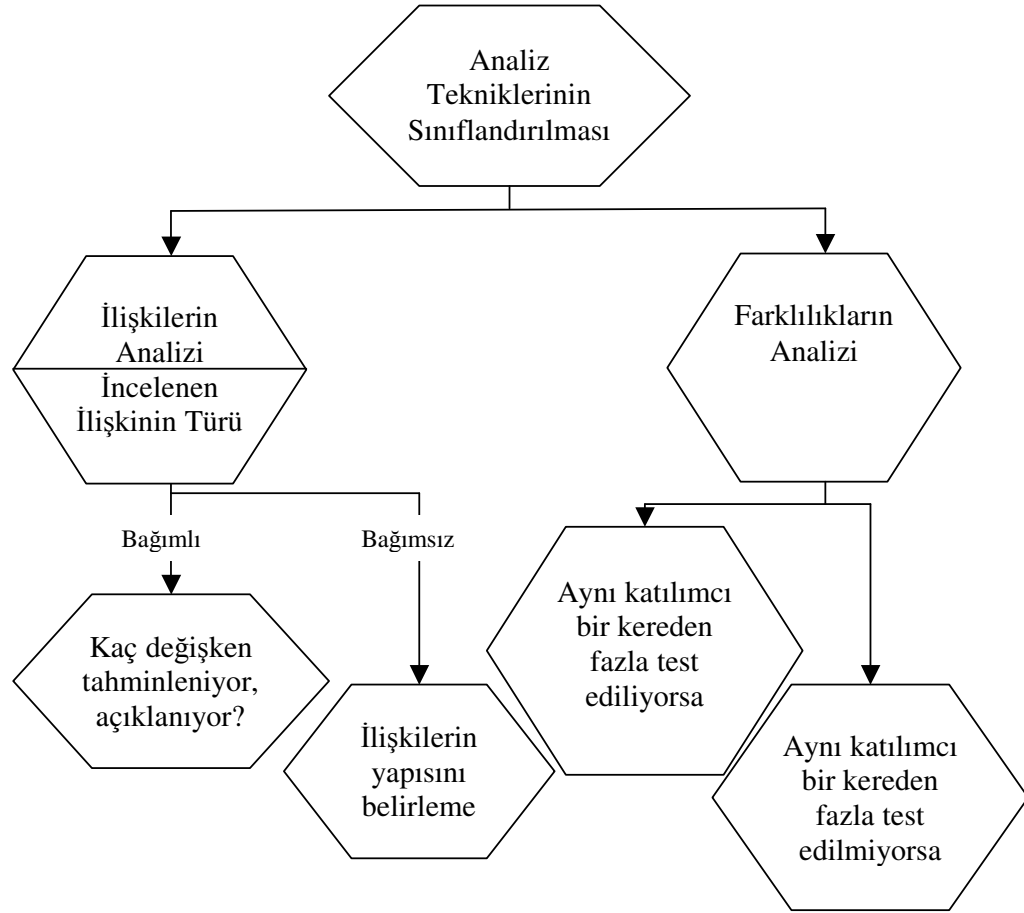 Analiz
Tekniklerinin
Sınıflandırılması
İlişkilerin
Analizi
İncelenen
İlişkinin Türü
Farklılıkların
Analizi
Bağımlı
Bağımsız
Kaç değişken
tahminleniyor,
açıklanıyor?
İlişkilerin
yapısını
belirleme
Aynı katılımcı
bir kereden
fazla test
ediliyorsa
Aynı katılımcı
bir kereden
fazla test
edilmiyorsa